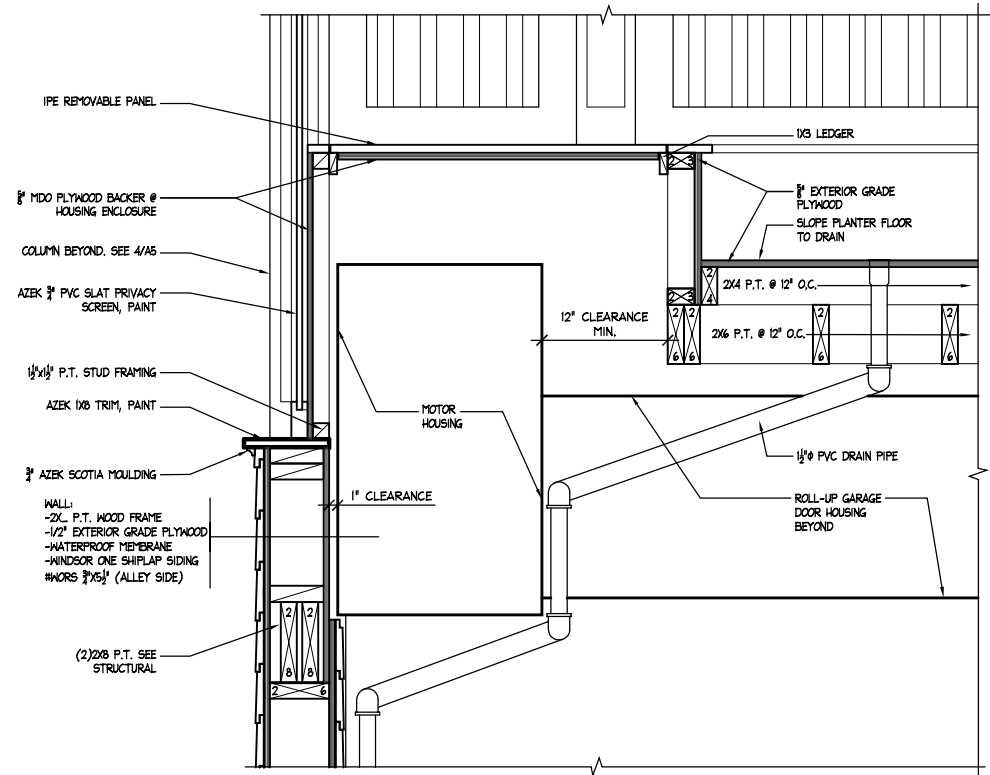 IPE REMOVABLE PANEL
1X3 LEDGER
5/8" MDO PLYWOOD BACKER @
HOUSING ENCLOSURE
5/8" EXTERIOR GRADE
PLYWOOD
SLOPE PLANTER FLOOR
TO DRAIN
COLUMN BEYOND. SEE 4/A5
AZEK 3/4" PVC SLAT PRIVACY
SCREEN, PAINT
2 3
2 3
2 4
2X4 P.T. @ 12" O.C.
12" CLEARANCE
MIN.
2 6
2 6
2X6 P.T. @ 12" O.C.
2 6
2 6
1 1/2"x1 1/2" P.T. STUD FRAMING
AZEK 1X8 TRIM, PAINT
MOTOR
HOUSING
1 1/2"Φ PVC DRAIN PIPE
3/4" AZEK SCOTIA MOULDING
1" CLEARANCE
ROLL-UP GARAGE
DOOR HOUSING
BEYOND
WALL:
-2X_ P.T. WOOD FRAME
-1/2" EXTERIOR GRADE PLYWOOD
-WATERPROOF MEMBRANE
-WINDSOR ONE SHIPLAP SIDING
#WORS 3/4"X5 1/2" (ALLEY SIDE)
2 8
2 8
(2)2X8 P.T. SEE
STRUCTURAL
2 6